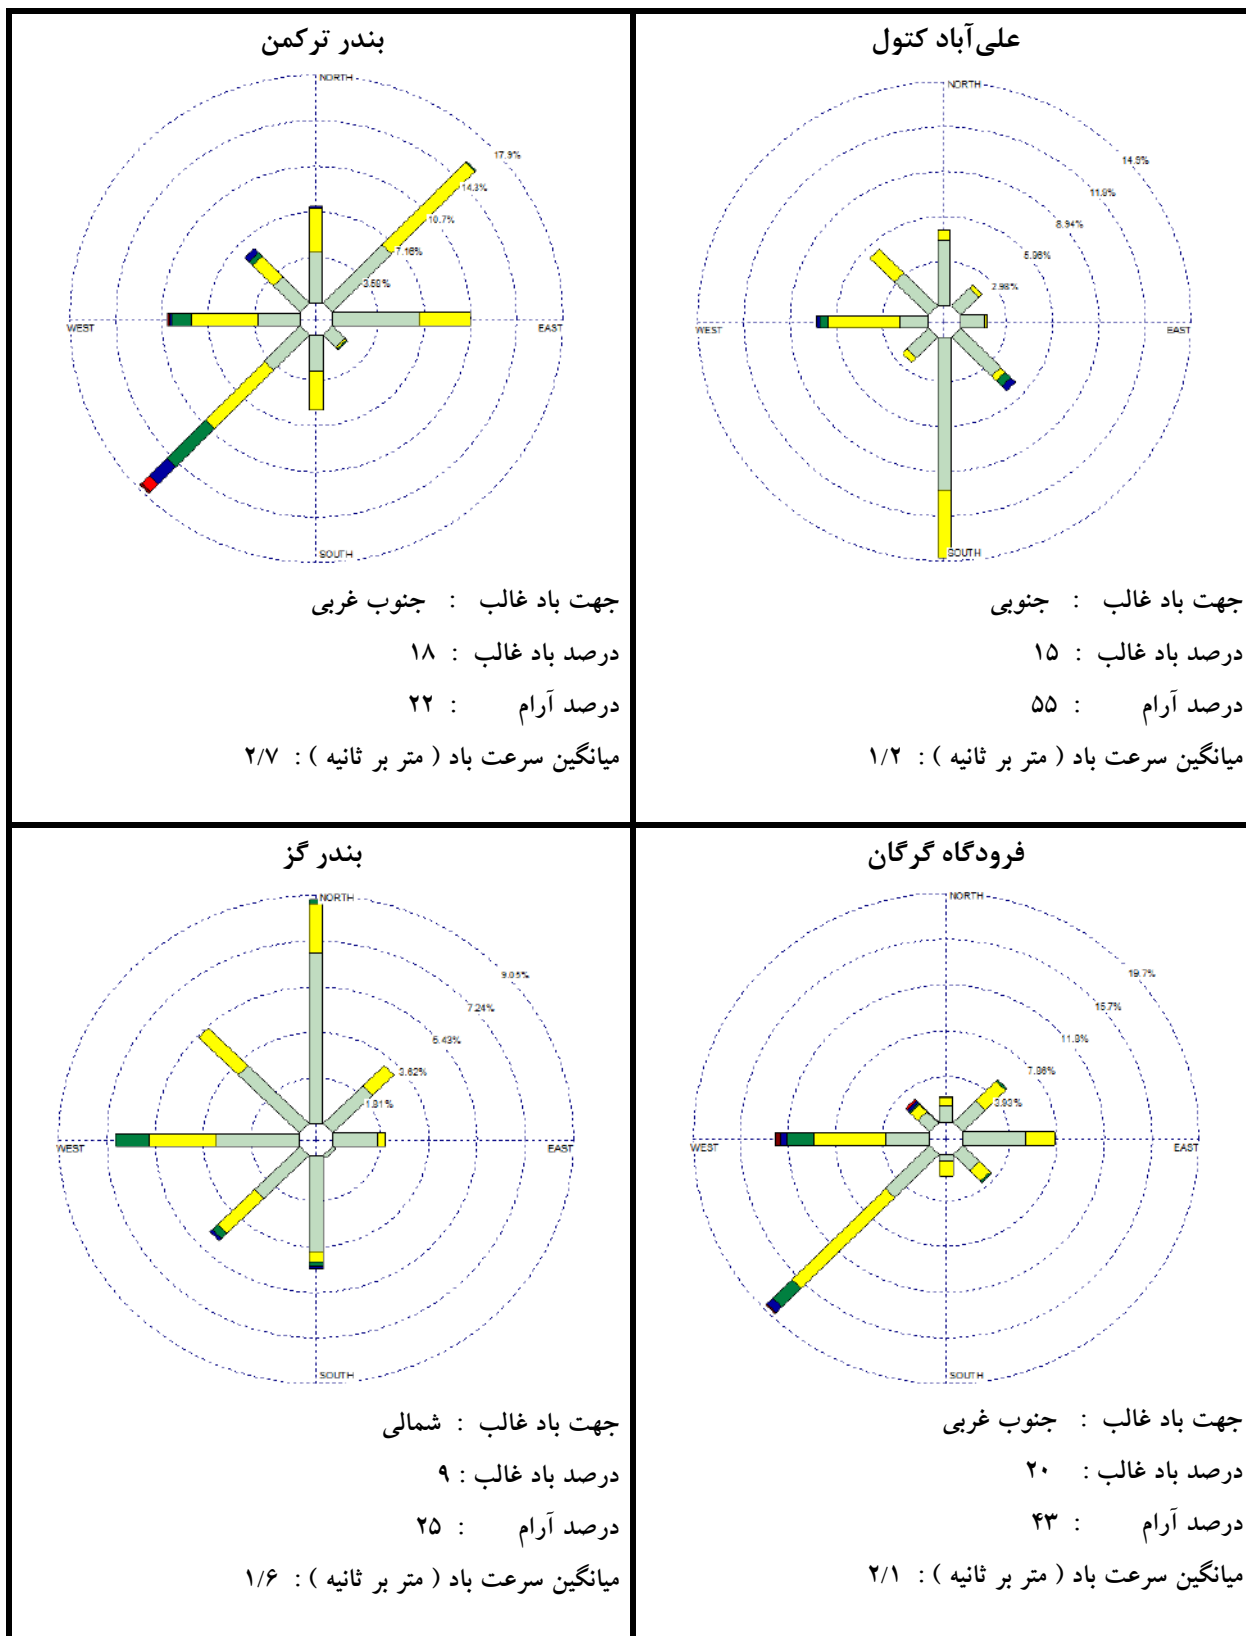 علی‌آباد کتول
NORTH
14.9%
11.9%
8.94%
5.96%
2.98%
WEST
EAST
SOUTH
جهت باد غالب : جنوبی
درصد باد غالب : ۱۵
درصد آرام : ۵۵
میانگین سرعت باد ( متر بر ثانیه ) : ۱/۲
بندر ترکمن
NORTH
17.9%
14.3%
10.7%
7.16%
3.58%
WEST
EAST
SOUTH
جهت باد غالب : جنوب غربی
درصد باد غالب : ۱۸
درصد آرام : ۲۲
میانگین سرعت باد ( متر بر ثانیه ) : ۲/۷
فرودگاه گرگان
NORTH
19.7%
15.7%
11.8%
7.86%
3.93%
WEST
EAST
SOUTH
جهت باد غالب : جنوب غربی
درصد باد غالب : ۲۰
درصد آرام : ۴۳
میانگین سرعت باد ( متر بر ثانیه ) : ۲/۱
بندر گز
NORTH
9.05%
7.24%
5.43%
3.62%
1.81%
WEST
EAST
SOUTH
جهت باد غالب : شمالی
درصد باد غالب : ۹
درصد آرام : ۲۵
میانگین سرعت باد ( متر بر ثانیه ) : ۱/۶